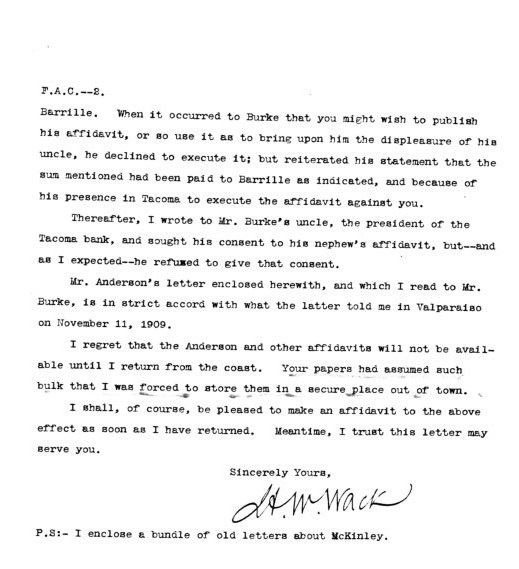 F.A.C.--2.
Barrille. When it occurred to Burke that you might wish to publish
his affidavit, or so use it as to bring upon him the displeasure of his
uncle, he declined to execute it; but reiterated his statement that the
sum mentioned had been paid to Barrille as indicated, and because of
his presence in Tacoma to execute the affidavit against you.
Thereafter, I wrote to Mr. Burke's uncle, the president of the
Tacoma bank, and sought his consent to his nephew's affidavit, but--and
as I expected--he refused to give that consent.
Mr. Anderson's letter enclosed herewith, and which I read to Mr.
Burke, is in strict accord with what the latter told me in Valparaiso
on November 11, 1909.
I regret that the Anderson and other affidavits will not be avail-
able until I return from the coast. Your papers had assumed such
bulk that I was forced to store them in a secure place out of town.
I shall, of course, be pleased to make an affidavit to the above
effect as soon as I have returned. Meantime, I trust this letter may
serve you.
Sincerely Yours,
H.W.Wack
P.S:- I enclose a bundle of old letters about McKinley.